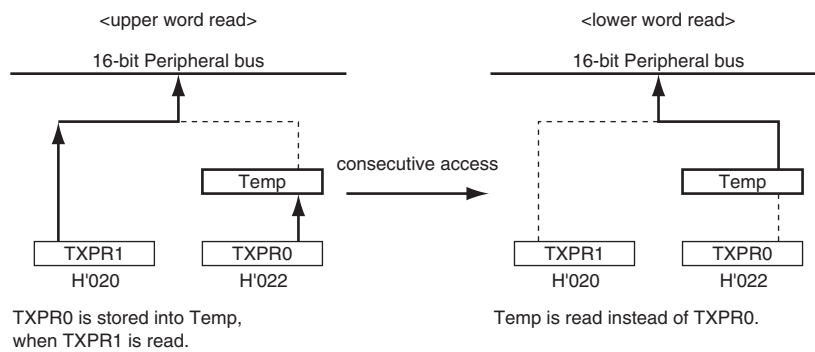 <upper word read>
16-bit Peripheral bus
Temp
TXPR1
TXPR0
H'020
H'022
TXPR0 is stored into Temp,
when TXPR1 is read.
consecutive access
<lower word read>
16-bit Peripheral bus
Temp
TXPR1
TXPR0
H'020
H'022
Temp is read instead of TXPR0.